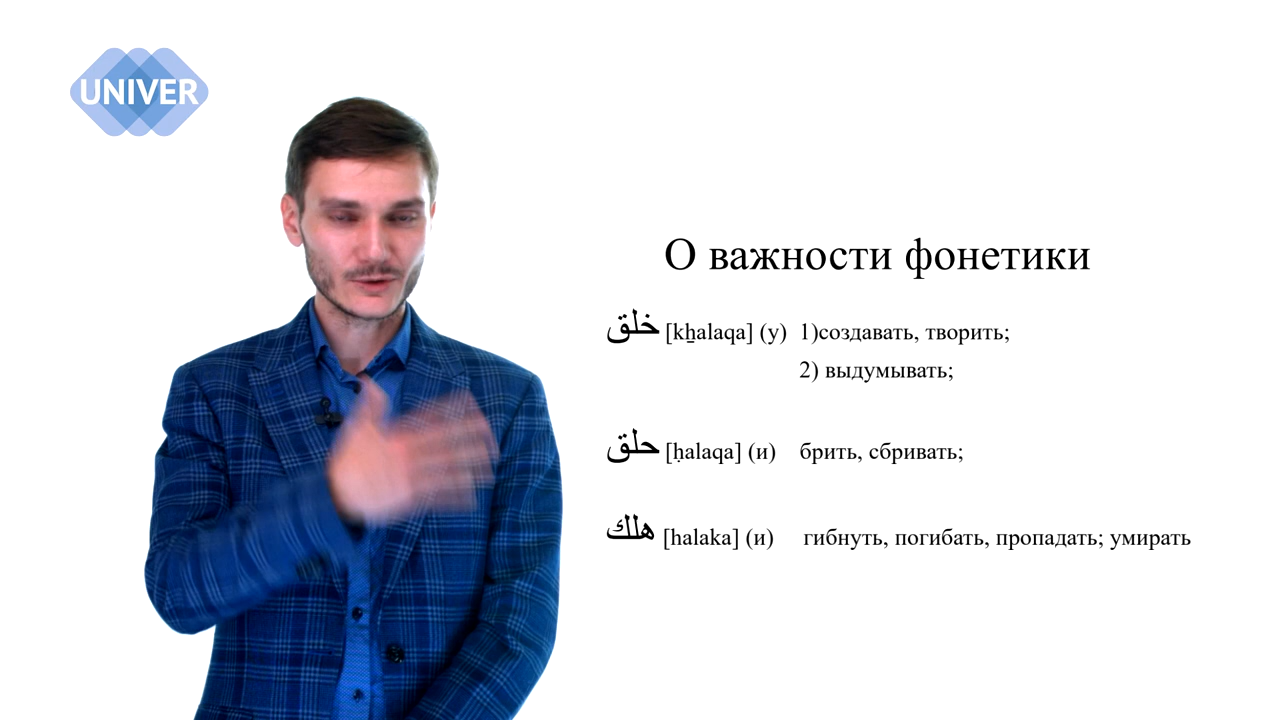 UNIVER
О важности фонетики
خلق [kẖalaqa] (у) 1)создавать, творить;
2) выдумывать;
حلق [ḥalaqa] (и) брить, сбривать;
هلك [halaka] (и) гибнуть, погибать, пропадать; умирать